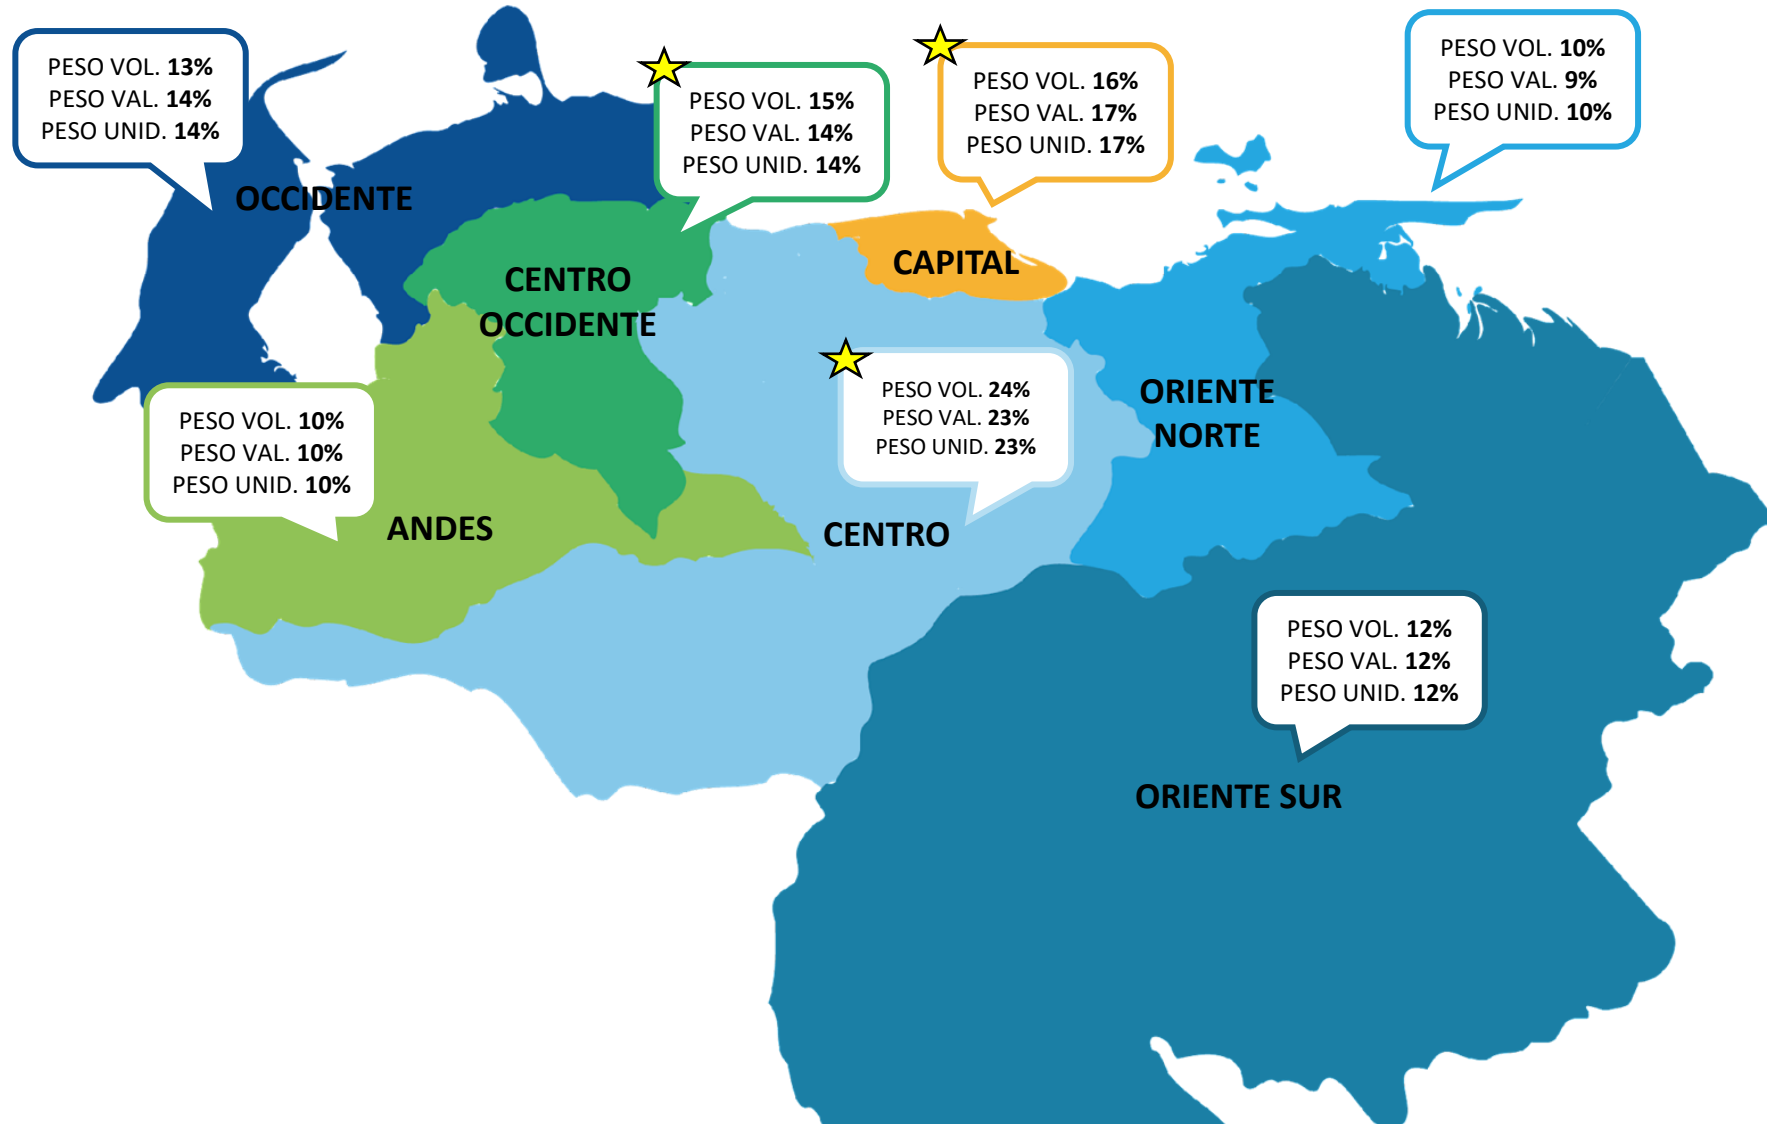 PESO VOL. 13%
PESO VAL. 14%
PESO UNID. 14%
OCCIDENTE
PESO VOL. 15%
PESO VAL. 14%
PESO UNID. 14%
CENTRO
OCCIDENTE
PESO VOL. 16%
PESO VAL. 17%
PESO UNID. 17%
CAPITAL
PESO VOL. 10%
PESO VAL. 9%
PESO UNID. 10%
ORIENTE
NORTE
PESO VOL. 24%
PESO VAL. 23%
PESO UNID. 23%
CENTRO
PESO VOL. 10%
PESO VAL. 10%
PESO UNID. 10%
ANDES
PESO VOL. 12%
PESO VAL. 12%
PESO UNID. 12%
ORIENTE SUR